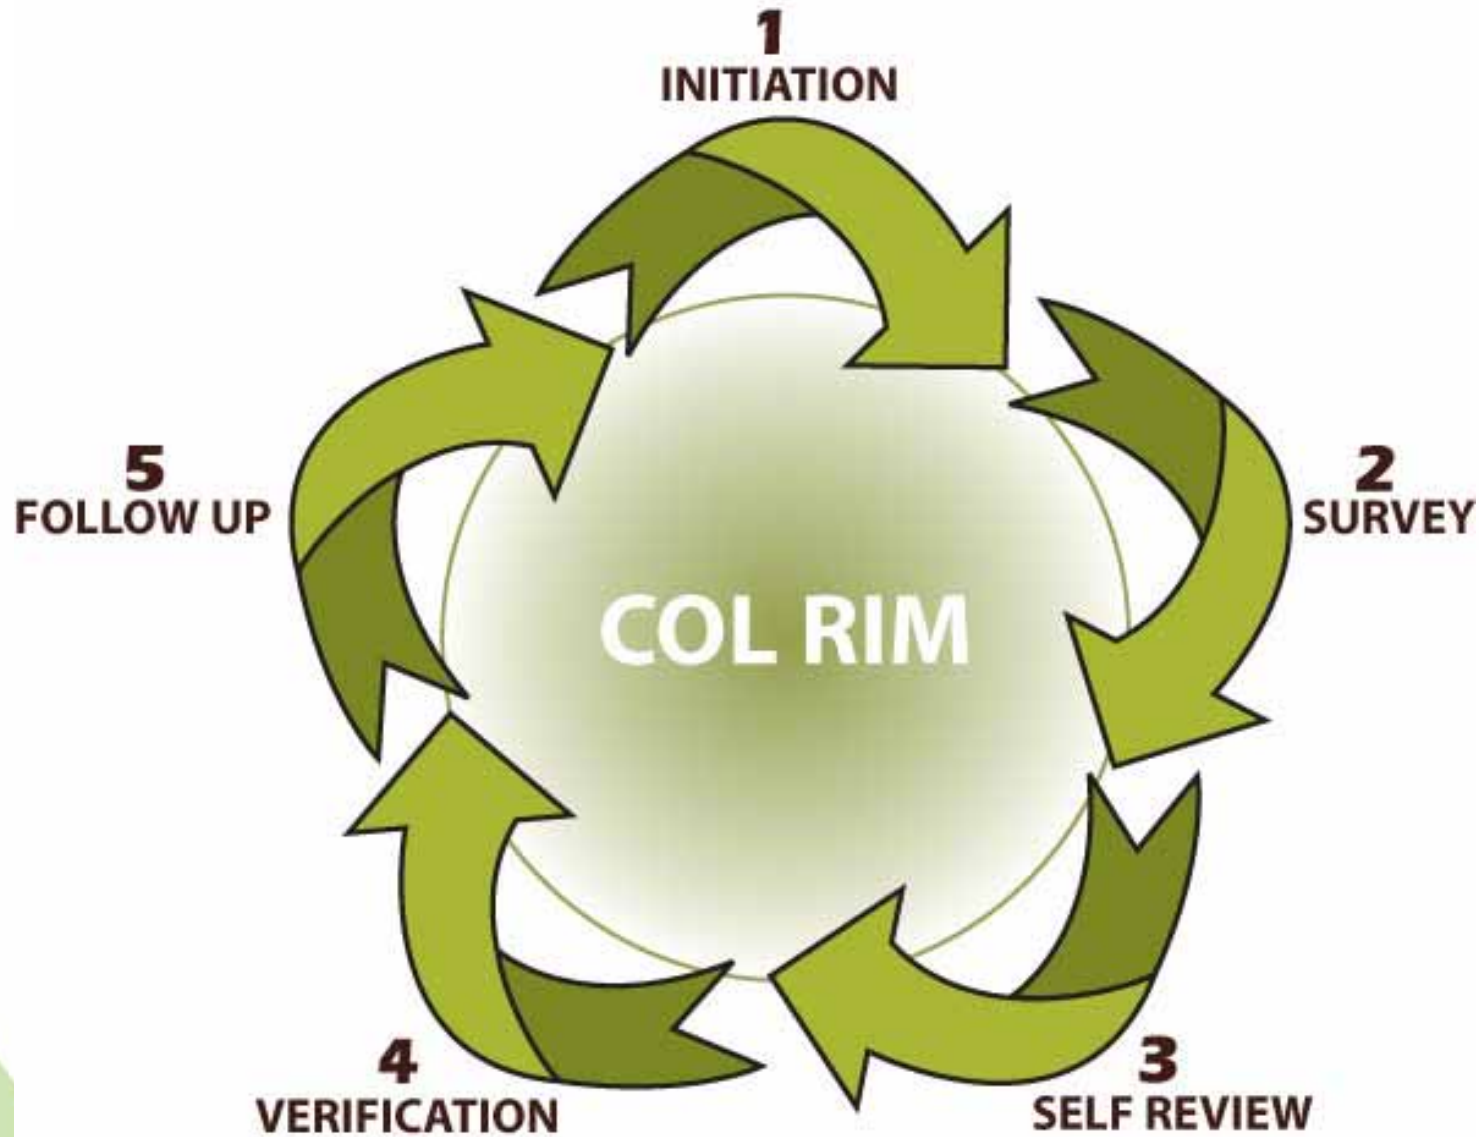 1
INITIATION
2
SURVEY
3
SELF REVIEW
4
VERIFICATION
5
FOLLOW UP
COL RIM